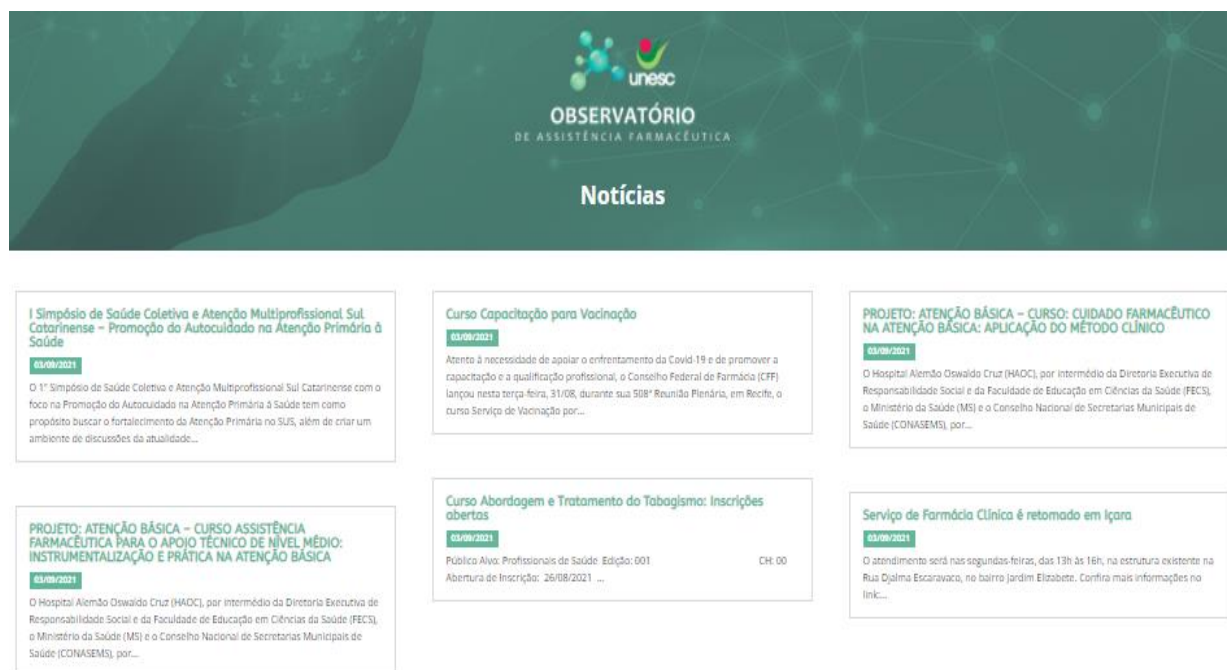 unesc
OBSERVATÓRIO
DE ASSISTÊNCIA FARMACÊUTICA
Notícias
I Simpósio de Saúde Coletiva e Atenção Multiprofissional Sul
Catarinense – Promoção do Autocuidado na Atenção Primária à
Saúde
03/09/2021
O 1° Simpósio de Saúde Coletiva e Atenção Multiprofissional Sul Catarinense com o
foco na Promoção do Autocuidado na Atenção Primária à Saúde tem como
propósito buscar o fortalecimento da Atenção Primária no SUS, além de criar um
ambiente de discussões da atualidade...
Curso Capacitação para Vacinação
03/09/2021
Atento à necessidade de apoiar o enfrentamento da Covid-19 e de promover a
capacitação e a qualificação profissional, o Conselho Federal de Farmácia (CFF)
lançou nesta terça-feira, 31/08, durante sua 508ª Reunião Plenária, em Recife, o
curso Serviço de Vacinação por...
PROJETO: ATENÇÃO BÁSICA – CURSO: CUIDADO FARMACÊUTICO
NA ATENÇÃO BÁSICA: APLICAÇÃO DO MÉTODO CLÍNICO
03/09/2021
O Hospital Alemão Oswaldo Cruz (HAOC), por intermédio da Diretoria Executiva de
Responsabilidade Social e da Faculdade de Educação em Ciências da Saúde (FECS),
o Ministério da Saúde (MS) e o Conselho Nacional de Secretarias Municipais de
Saúde (CONASEMS), por...
PROJETO: ATENÇÃO BÁSICA – CURSO ASSISTÊNCIA
FARMACÊUTICA PARA O APOIO TÉCNICO DE NÍVEL MÉDIO:
INSTRUMENTALIZAÇÃO E PRÁTICA NA ATENÇÃO BÁSICA
03/09/2021
O Hospital Alemão Oswaldo Cruz (HAOC), por intermédio da Diretoria Executiva de
Responsabilidade Social e da Faculdade de Educação em Ciências da Saúde (FECS),
o Ministério da Saúde (MS) e o Conselho Nacional de Secretarias Municipais de
Saúde (CONASEMS), por...
Curso Abordagem e Tratamento do Tabagismo: Inscrições
abertas
03/09/2021
Público Alvo: Profissionais de Saúde Edição: 001 CH: 00
Abertura de Inscrição: 26/08/2021 ...
Serviço de Farmácia Clínica é retomado em Içara
03/09/2021
O atendimento será nas segundas-feiras, das 13h às 16h, na estrutura existente na
Rua Djalma Escaravaco, no bairro Jardim Elizabete. Confira mais informações no
link:...